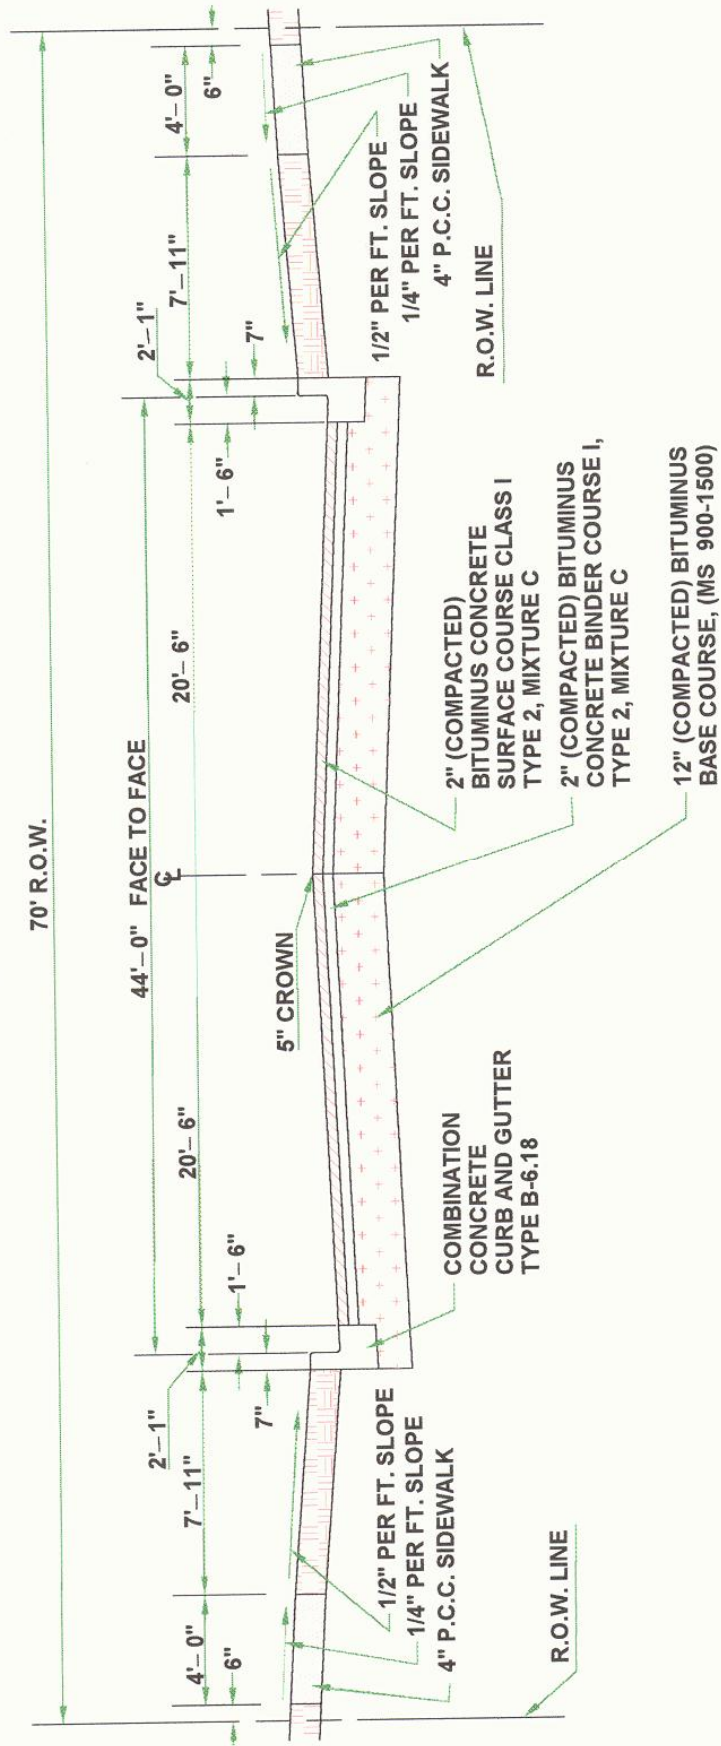 70' R.O.W.
44'- 0" FACE TO FACE
℄
6"
4'- 0"
7'- 11"
2'- 1"
7"
1'- 6"
20'- 6"
20'- 6"
1'- 6"
7"
2'- 1"
7'- 11"
4'- 0"
6"
5" CROWN
1/2" PER FT. SLOPE
1/4" PER FT. SLOPE
4" P.C.C. SIDEWALK
R.O.W. LINE
COMBINATION
CONCRETE
CURB AND GUTTER
TYPE B-6.18
2" (COMPACTED)
BITUMINUS CONCRETE
SURFACE COURSE CLASS I
TYPE 2, MIXTURE C
2" (COMPACTED) BITUMINUS
CONCRETE BINDER COURSE I,
TYPE 2, MIXTURE C
12" (COMPACTED) BITUMINUS
BASE COURSE, (MS 900-1500)
1/2" PER FT. SLOPE
1/4" PER FT. SLOPE
4" P.C.C. SIDEWALK
R.O.W. LINE